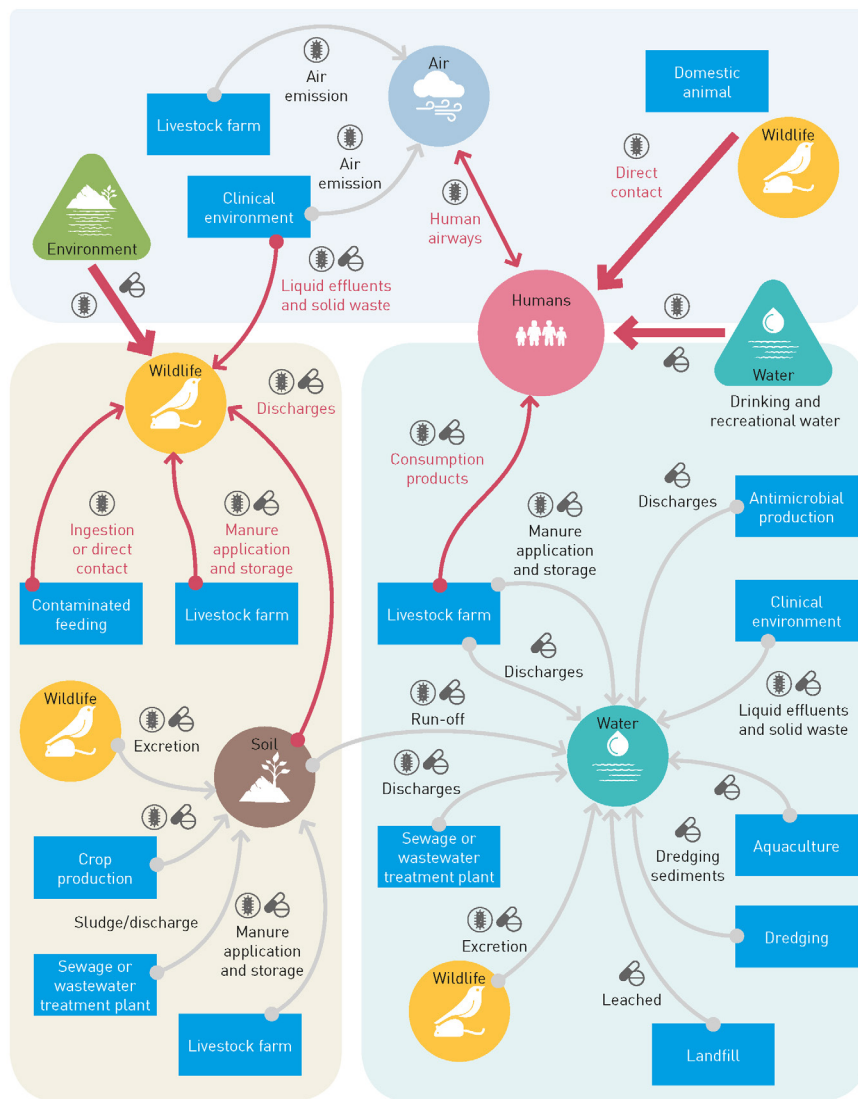 Air
Air
emission
Livestock farm
Domestic
animal
Wildlife
Air
emission
Direct
contact
Clinical
environment
Human
airways
Environment
Liquid effluents
and solid waste
Humans
Wildlife
Water
Discharges
Drinking and
recreational water
Consumption
products
Discharges
Antimicrobial
production
Ingestion
or direct
contact
Manure
application
and storage
Manure
application
and storage
Contaminated
feeding
Livestock farm
Livestock farm
Clinical
environment
Discharges
Wildlife
Excretion
Soil
Run-off
Water
Liquid effluents
and solid waste
Discharges
Crop
production
Sewage or
wastewater
treatment plant
Dredging
sediments
Aquaculture
Sludge/discharge
Manure
application
and storage
Excretion
Dredging
Sewage or
wastewater
treatment plant
Wildlife
Leached
Livestock farm
Landfill